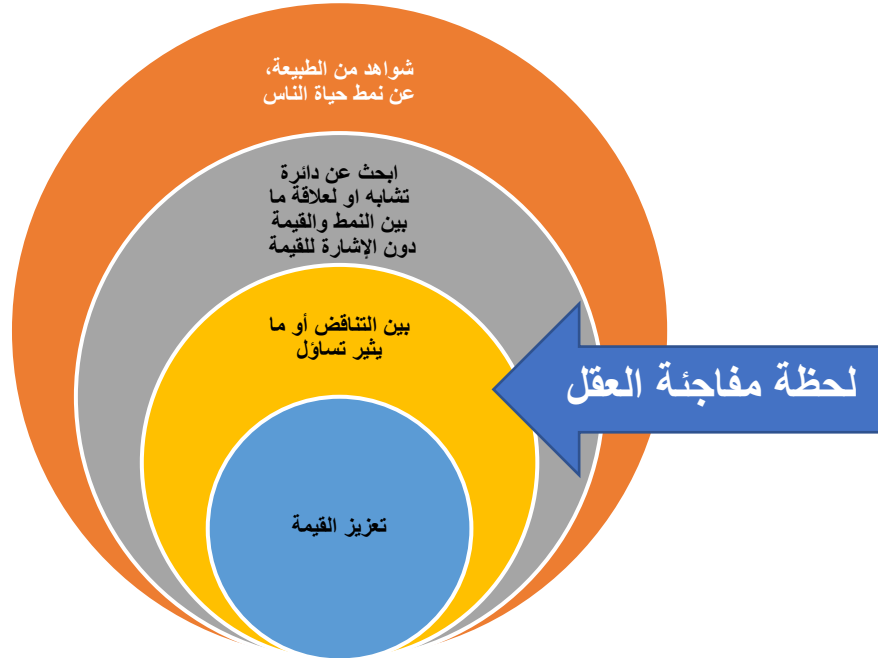 شواهد من الطبيعة،
عن نمط حياة الناس
ابحث عن دائرة
تشابه او لعلاقة ما
بين النمط والقيمة
دون الإشارة للقيمة
بين التناقض أو ما
يثير تساؤل
لحظة مفاجئة العقل
تعزيز القيمة